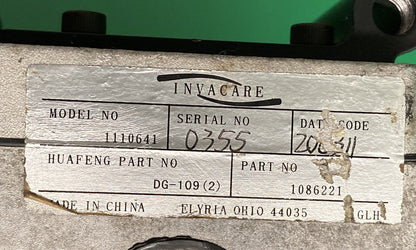 INVACARE
MODEL NO SERIAL NO DATE CODE
1110641 0355 200311
HUAFENG PART NO PART NO
DG-109(2) 1086221
MADE IN CHINA ELYRIA OHIO 44035 GLH